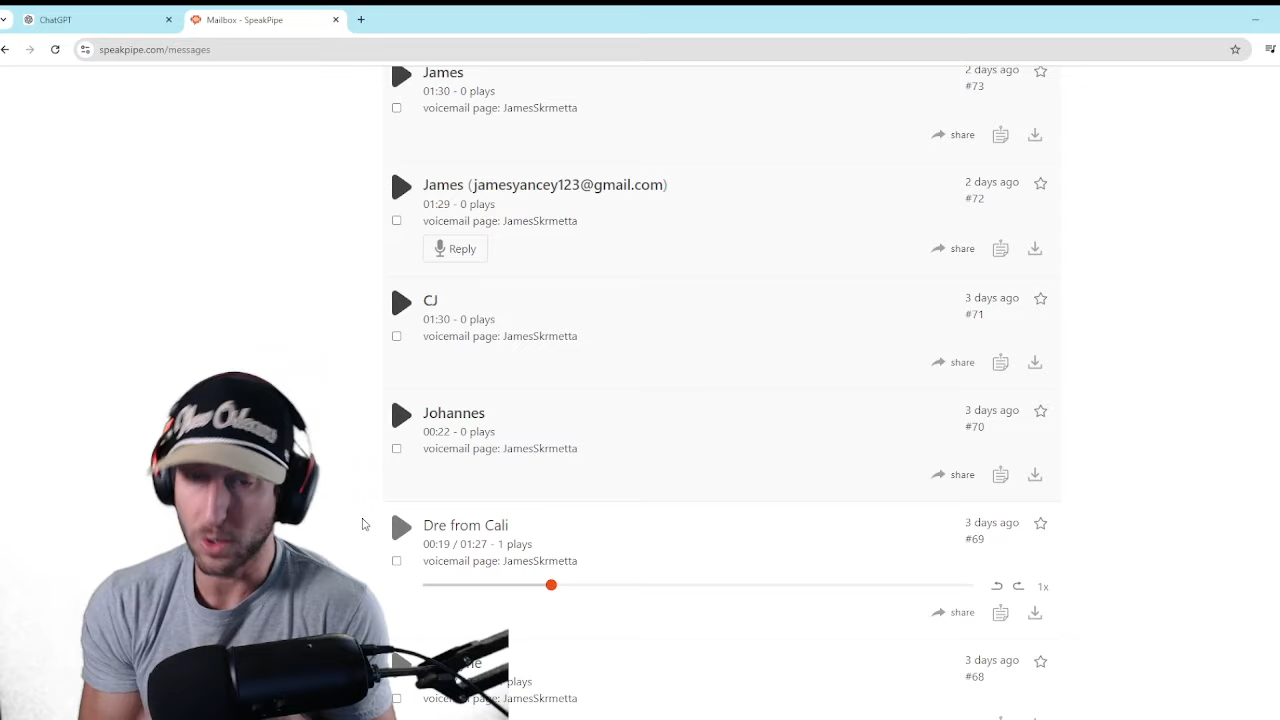 ChatGPT
Mailbox - SpeakPipe
speakpipe.com/messages
James
01:30 - 0 plays
voicemail page: JamesSkrmetta
2 days ago
#73
share
James (jamesyancey123@gmail.com)
01:29 - 0 plays
voicemail page: JamesSkrmetta
Reply
2 days ago
#72
share
CJ
01:30 - 0 plays
voicemail page: JamesSkrmetta
3 days ago
#71
share
Johannes
00:22 - 0 plays
voicemail page: JamesSkrmetta
3 days ago
#70
share
New Orleans
Dre from Cali
00:19 / 01:27 - 1 plays
voicemail page: JamesSkrmetta
3 days ago
#69
1x
share
plays
page: JamesSkrmetta
3 days ago
#68